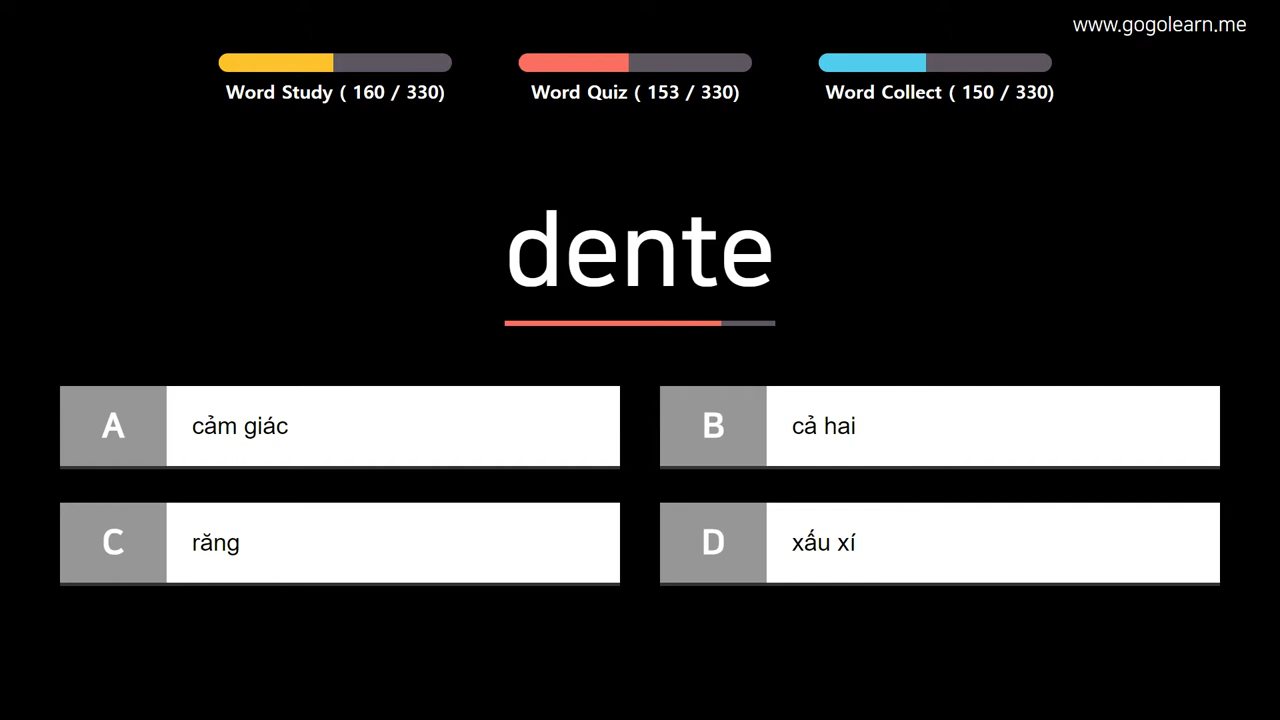 www.gogolearn.me
Word Study ( 160 / 330)
Word Quiz ( 153 / 330)
Word Collect ( 150 / 330)
dente
A cảm giác
B cả hai
C răng
D xấu xí